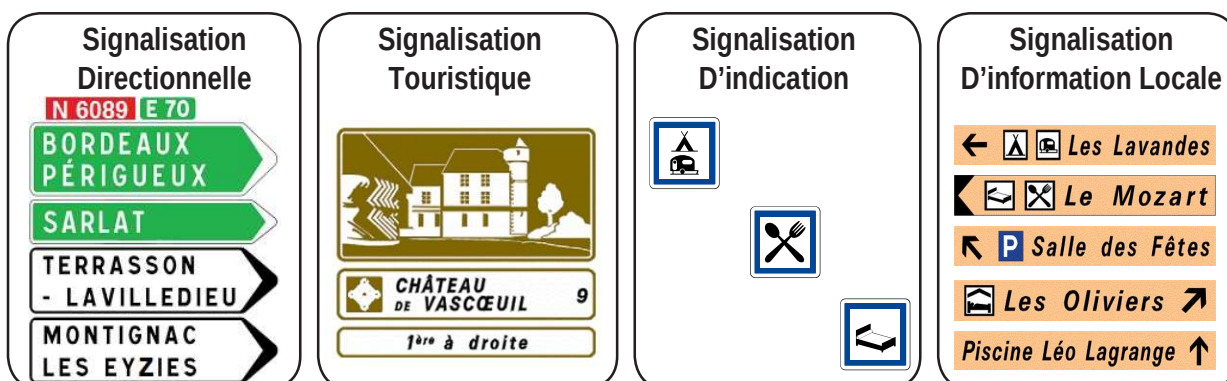 Signalisation
Directionnelle
N 6089 E 70
BORDEAUX
PÉRIGUEUX
SARLAT
TERRASSON
- LAVILLEDIEU
MONTIGNAC
LES EYZIES
Signalisation
Touristique
CHÂTEAU
DE VASCŒUIL 9
1ère à droite
Signalisation
D'indication
Signalisation
D'information Locale
Les Lavandes
Le Mozart
P Salle des Fêtes
Les Oliviers
Piscine Léo Lagrange